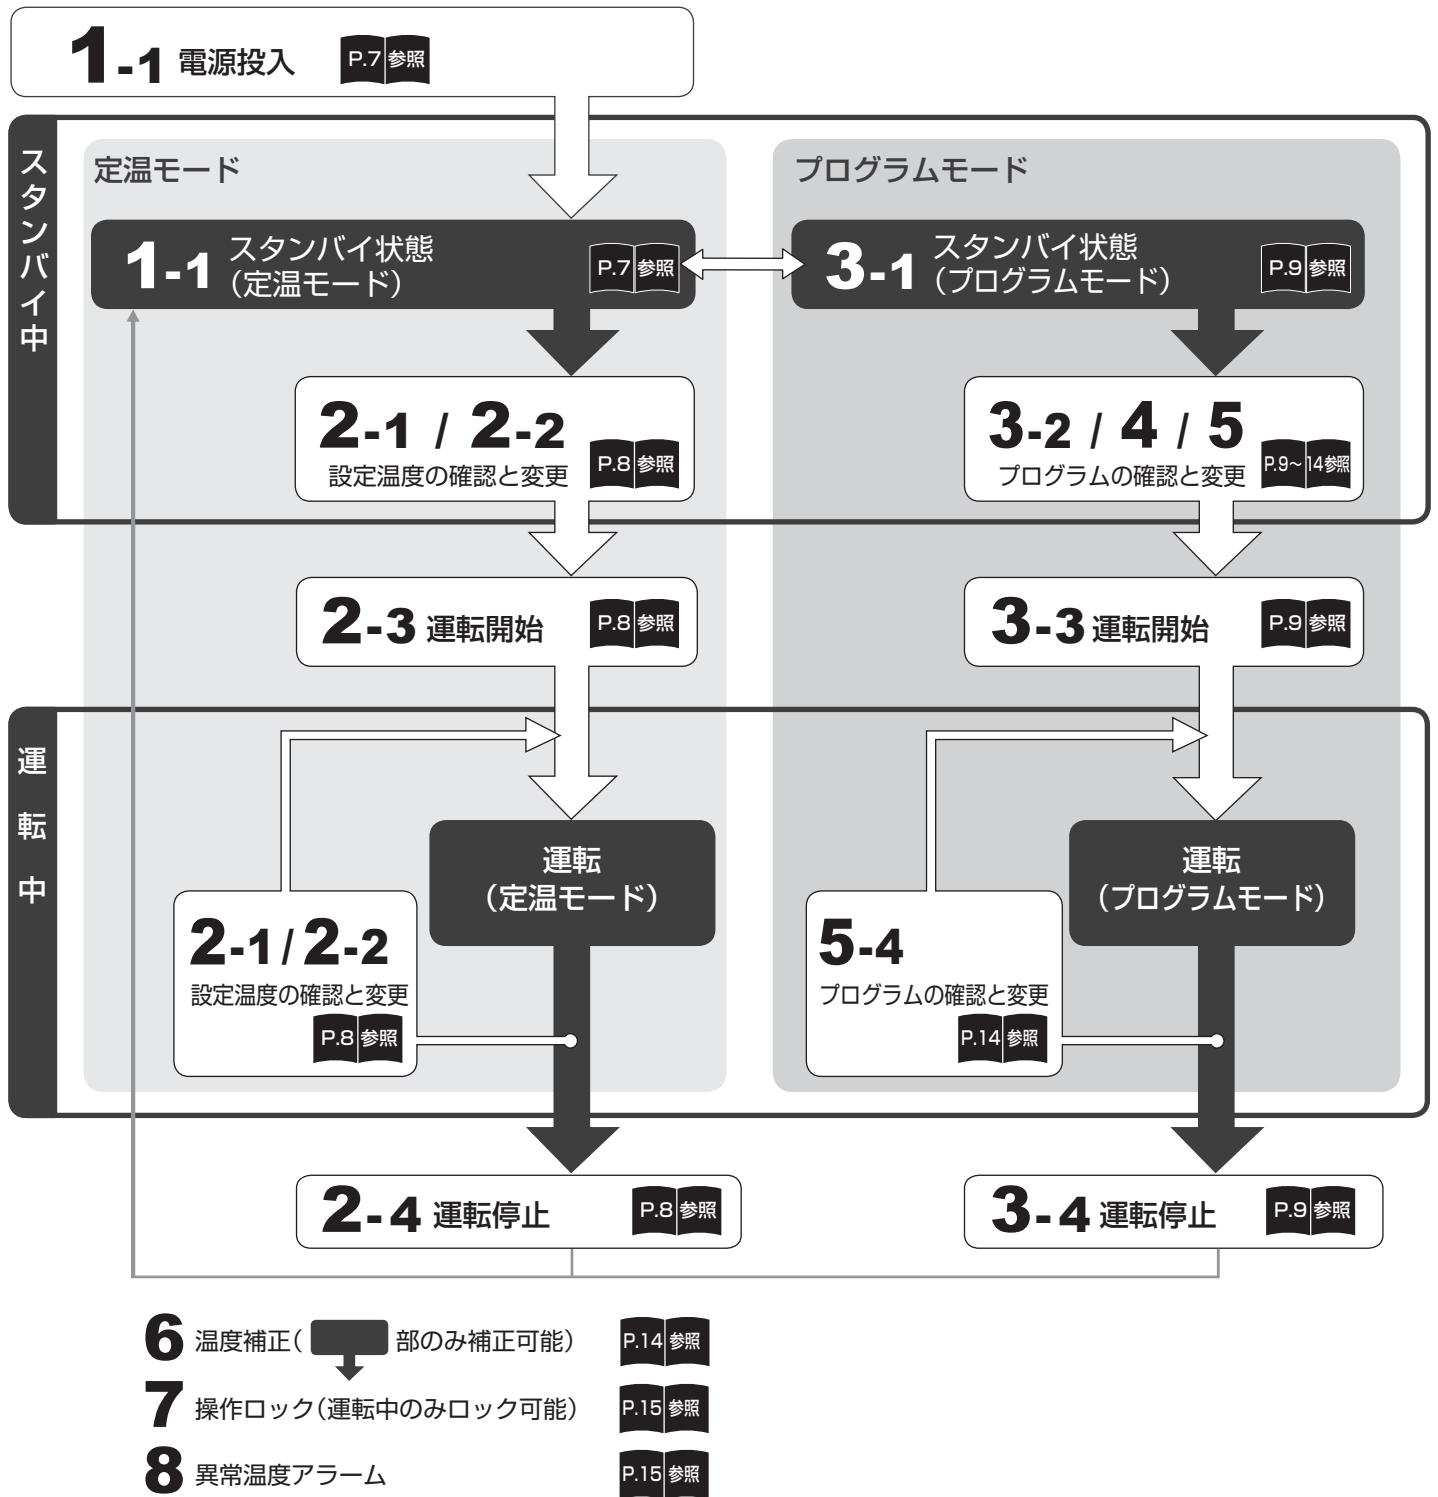 1-1 電源投入 P.7 参照
スタンバイ中
定温モード
1-1 スタンバイ状態
(定温モード)
P.7 参照
プログラムモード
3-1 スタンバイ状態
(プログラムモード)
P.9 参照
2-1 / 2-2
設定温度の確認と変更
P.8 参照
3-2 / 4 / 5
プログラムの確認と変更
P.9~14参照
2-3 運転開始 P.8 参照
3-3 運転開始 P.9 参照
運転中
運転
(定温モード)
2-1 / 2-2
設定温度の確認と変更
P.8 参照
運転
(プログラムモード)
5-4
プログラムの確認と変更
P.14 参照
2-4 運転停止 P.8 参照
3-4 運転停止 P.9 参照
6 温度補正( 部のみ補正可能) P.14 参照
7 操作ロック(運転中のみロック可能) P.15 参照
8 異常温度アラーム P.15 参照